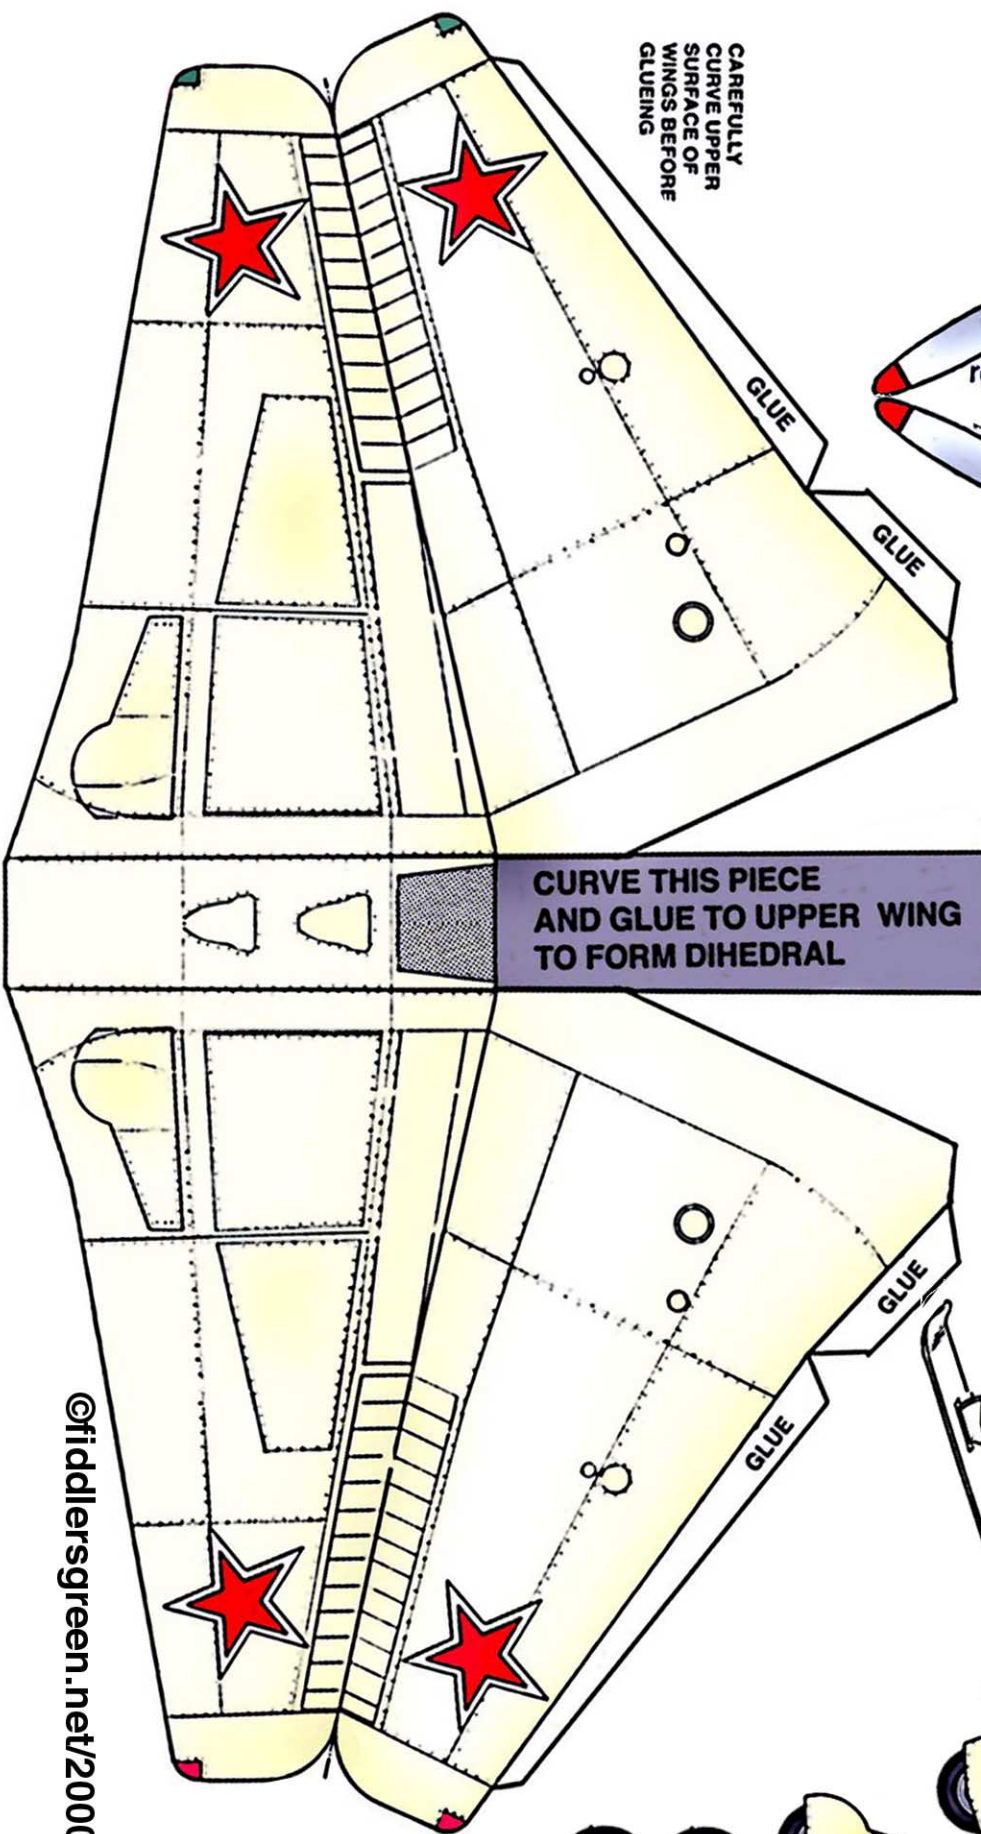 CAREFULLY
CURVE UPPER
SURFACE OF
WINGS BEFORE
GLUEING
GLUE
GLUE
CURVE THIS PIECE
AND GLUE TO UPPER WING
TO FORM DIHEDRAL
GLUE
GLUE
©fiddlersgreen.net/200